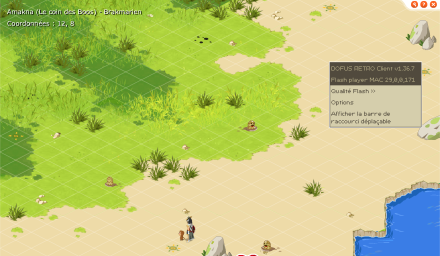 Amakna (Le coin des Boos) - Brakmarien
Coordonnées : 12, 8
DOFUS RETRO Client v1.36.7
Flash player MAC 29,0,0,171
Qualité Flash >>
Options
Afficher la barre de
raccourci déplaçable